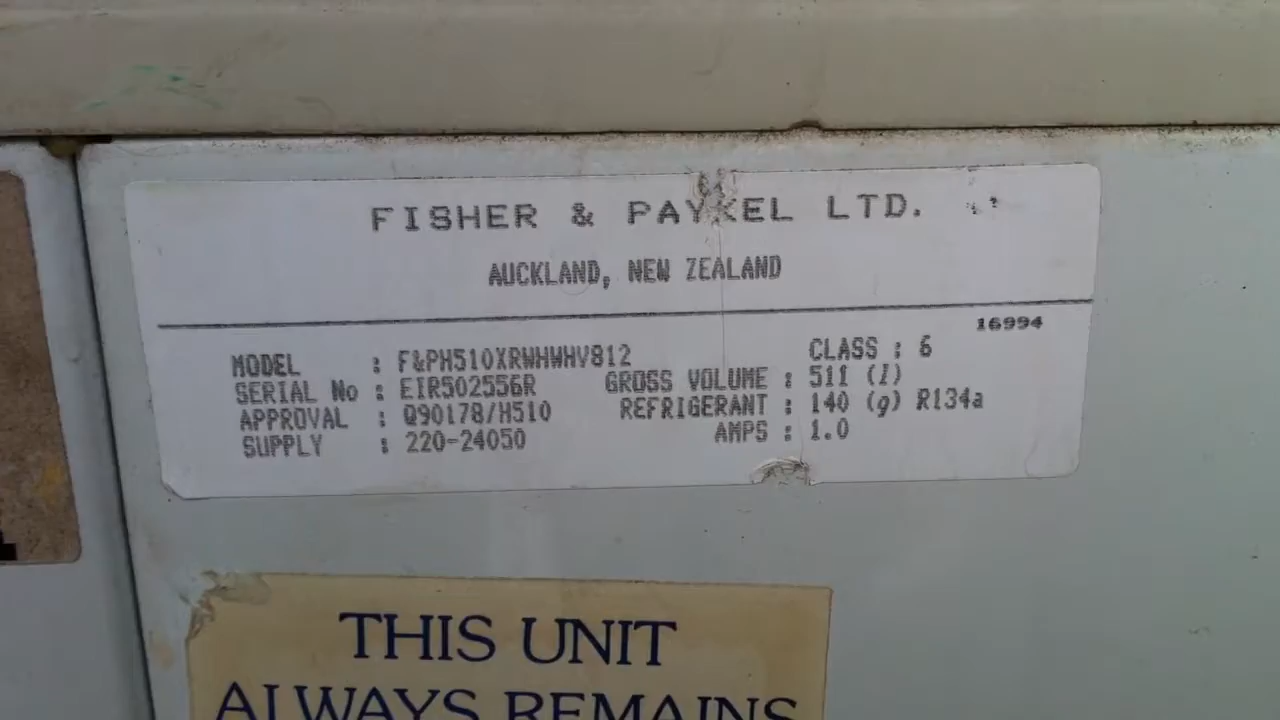 FISHER & PAYKEL LTD.
AUCKLAND, NEW ZEALAND
16994
MODEL : F&PH510XRWHWHV812
CLASS : 6
SERIAL No : EIR502556R
GROSS VOLUME : 511 (l)
APPROVAL : Q90178/H510
REFRIGERANT : 140 (g) R134a
SUPPLY : 220-24050
AMPS : 1.0
THIS UNIT
ALWAYS REMAINS